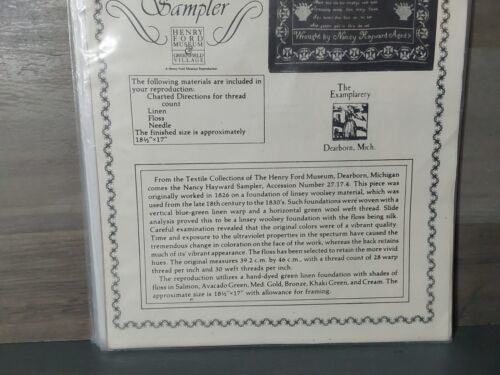 Sampler
HENRY
FORD
MUSEUM
&
GREENFIELD
VILLAGE
A Henry Ford Museum Reproduction
Wrought by Nancy Hayward Aged
The following materials are included in
your reproduction:
Charted Directions for thread
count
Linen
Floss
Needle
The finished size is approximately
18½"×17"
The
Examplarery
Dearborn, Mich.
From the Textile Collections of The Henry Ford Museum, Dearborn, Michigan
comes the Nancy Hayward Sampler, Accession Number 27.17.4. This piece was
originally worked in 1826 on a foundation of linsey woolsey material, which was
used from the late 18th century to the 1830's. Such foundations were woven with a
vertical blue-green linen warp and a horizontal green wool weft thread. Slide
analysis proved this to be a linsey woolsey foundation with the floss being silk.
Careful examination revealed that the original colors were of a vibrant quality.
Time and exposure to the ultraviolet properties in the specturm have caused the
tremendous change in coloration on the face of the work, whereas the back retains
much of its' vibrant appearance. The floss has been selected to retain the more vivid
hues. The original measures 39.2 c.m. by 46 c.m., with a thread count of 28 warp
thread per inch and 30 weft threads per inch.
The reproduction utilizes a hand-dyed green linen foundation with shades of
floss in Salmon, Avacado Green, Med. Gold, Bronze, Khaki Green, and Cream. The
approximate size is 18½"×17" with allowance for framing.